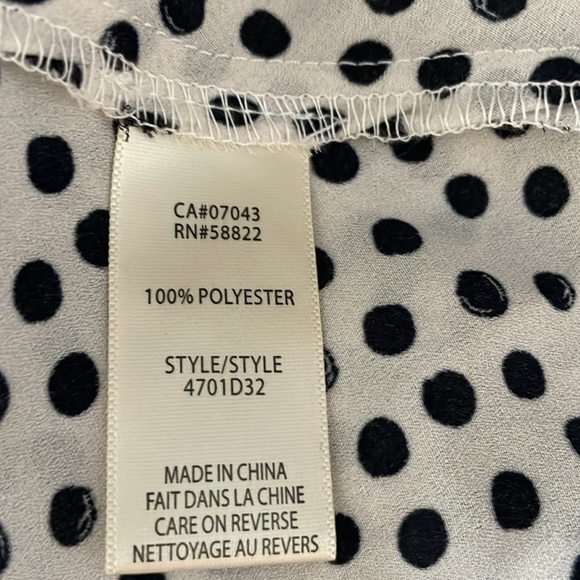 CA#07043
RN#58822
100% POLYESTER
STYLE/STYLE
4701D32
MADE IN CHINA
FAIT DANS LA CHINE
CARE ON REVERSE
NETTOYAGE AU REVERS